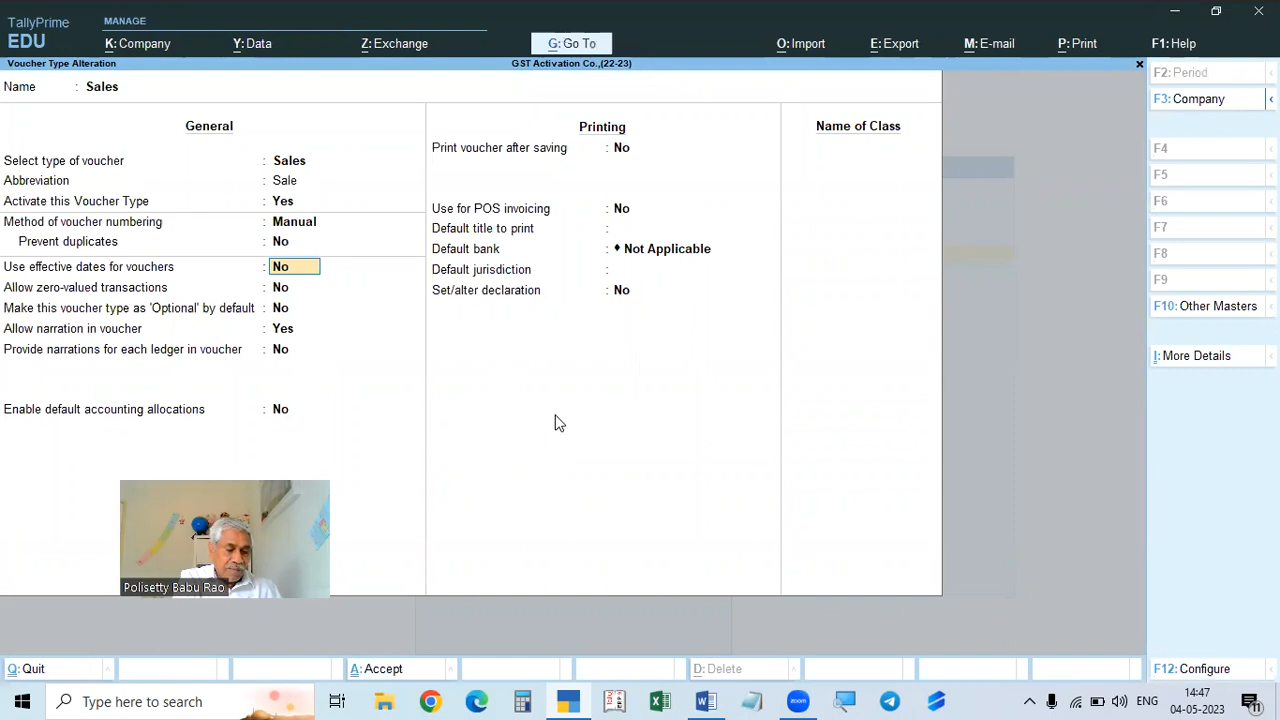 TallyPrime
EDU
MANAGE
K: Company
Y: Data
Z: Exchange
G: Go To
O: Import
E: Export
M: E-mail
P: Print
F1: Help
Voucher Type Alteration
GST Activation Co.,(22-23)
Name : Sales
General
Select type of voucher : Sales
Abbreviation : Sale
Activate this Voucher Type : Yes
Method of voucher numbering : Manual
Prevent duplicates : No
Use effective dates for vouchers : No
Allow zero-valued transactions : No
Make this voucher type as 'Optional' by default : No
Allow narration in voucher : Yes
Provide narrations for each ledger in voucher : No
Enable default accounting allocations : No
Printing
Print voucher after saving : No
Use for POS invoicing : No
Default title to print :
Default bank : ♦ Not Applicable
Default jurisdiction :
Set/alter declaration : No
Name of Class
F2: Period
F3: Company
F4
F5
F6
F7
F8
F9
F10: Other Masters
I: More Details
F12: Configure
Polisetty Babu Rao
Q: Quit
A: Accept
D: Delete
Type here to search
zoom
ENG
14:47
04-05-2023